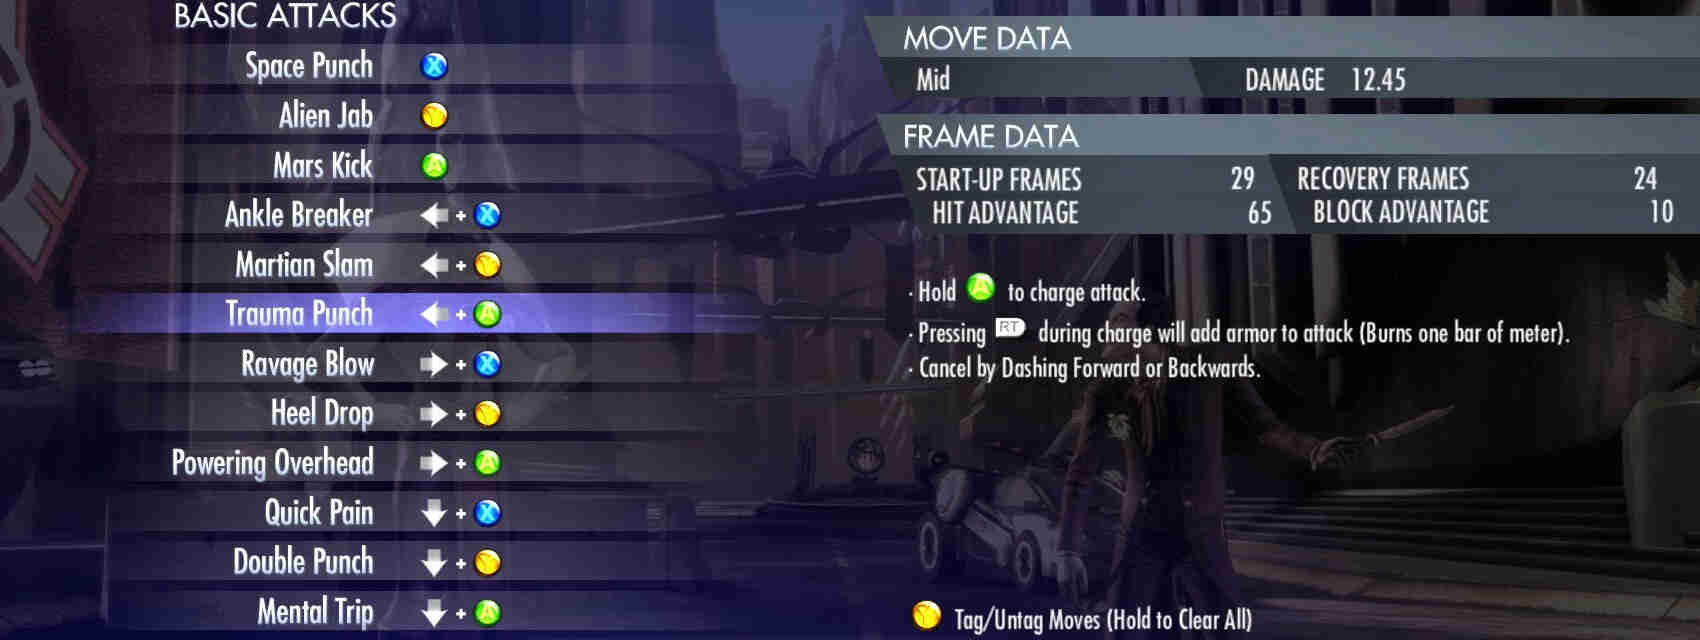 BASIC ATTACKS
Space Punch X
Alien Jab Y
Mars Kick A
Ankle Breaker + X
Martian Slam + Y
Trauma Punch + A
Ravage Blow + X
Heel Drop + Y
Powering Overhead + A
Quick Pain + X
Double Punch + Y
Mental Trip + A
MOVE DATA
Mid DAMAGE 12.45
FRAME DATA
START-UP FRAMES 29 RECOVERY FRAMES 24
HIT ADVANTAGE 65 BLOCK ADVANTAGE 10
· Hold A to charge attack.
· Pressing RT during charge will add armor to attack (Burns one bar of meter).
· Cancel by Dashing Forward or Backwards.
Y Tag/Untag Moves (Hold to Clear All)